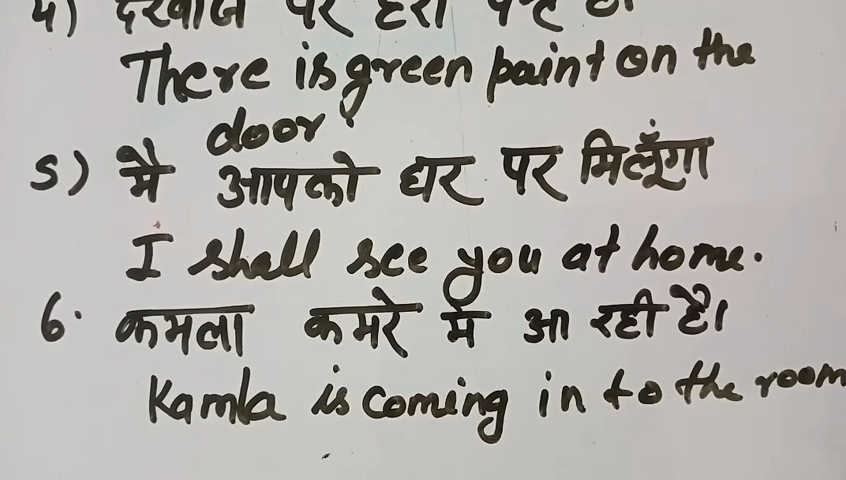 4) दरवाजे पर हरा पेन्ट है।
There is green paint on the
door.
5) मै आपको घर पर मिलूँगा
I shall see you at home.
6. कमला कमरे मे आ रही है।
Kamla is coming in to the room